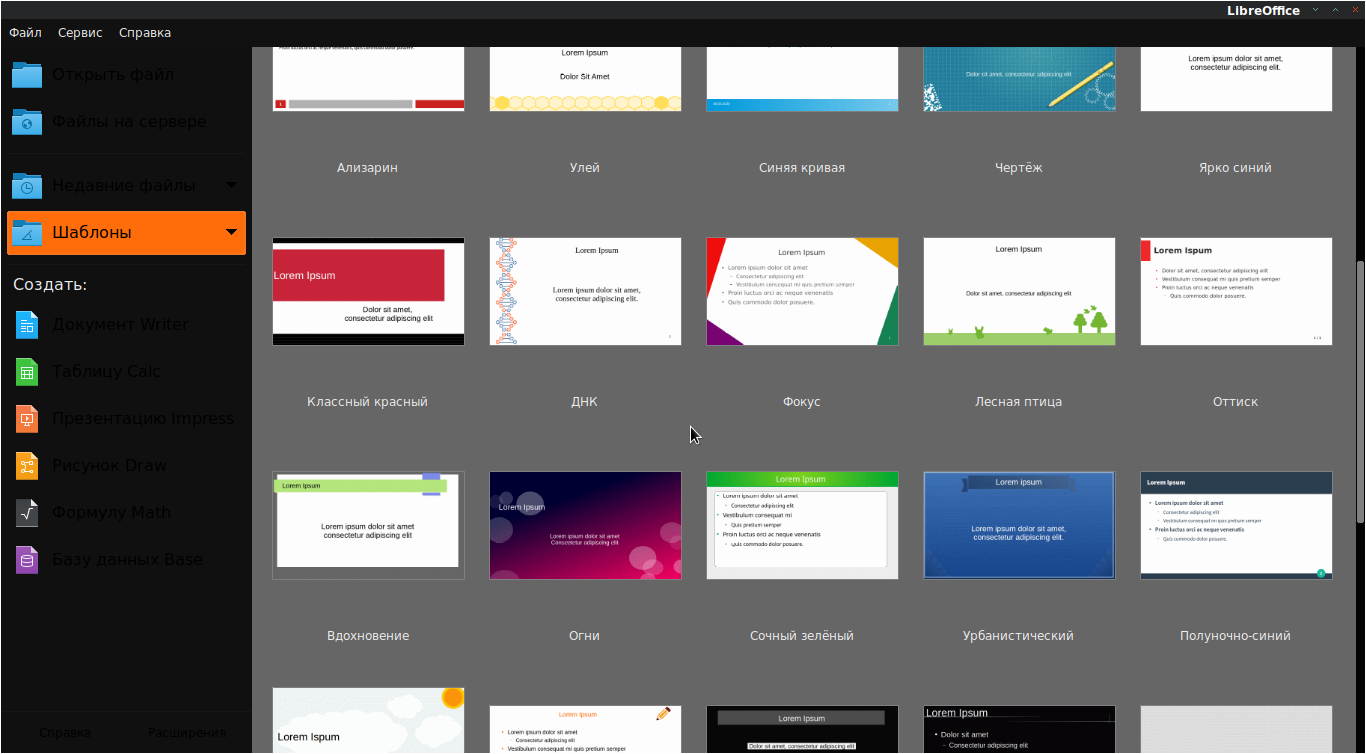 LibreOffice
Файл Сервис Справка
Открыть файл
Файлы на сервере
Недавние файлы
Шаблоны
Создать:
Документ Writer
Таблицу Calc
Презентацию Impress
Рисунок Draw
Формулу Math
Базу данных Base
Справка Расширения
Lorem Ipsum
Dolor Sit Amet
Dolor sit amet, consectetur adipiscing elit
Lorem ipsum dolor sit amet,
consectetur adipiscing elit.
Ализарин Улей Синяя кривая Чертёж Ярко синий
Lorem Ipsum
Dolor sit amet,
consectetur adipiscing elit
Lorem Ipsum
Lorem ipsum dolor sit amet,
consectetur adipiscing elit.
Lorem Ipsum
Lorem ipsum dolor sit amet
Consectetur adipiscing elit
Vestibulum consequat mi quis pretium semper
Proin luctus orci ac neque venenatis
Quis commodo dolor posuere.
Lorem Ipsum
Dolor sit amet, consectetur adipiscing elit
Lorem Ipsum
Dolor sit amet, consectetur adipiscing elit
Consectetur adipiscing elit
Vestibulum consequat mi quis pretium semper
Proin luctus orci ac neque venenatis
Quis commodo dolor posuere.
1 / 1
Классный красный ДНК Фокус Лесная птица Оттиск
Lorem Ipsum
Lorem ipsum dolor sit amet
consectetur adipiscing elit
Lorem Ipsum
Lorem ipsum dolor sit amet
Consectetur adipiscing elit
Lorem Ipsum
Lorem ipsum dolor sit amet
Consectetur adipiscing elit
Vestibulum consequat mi
Quis pretium semper
Proin luctus orci ac neque venenatis
Quis commodo dolor posuere.
Lorem ipsum
Lorem ipsum dolor sit amet,
consectetur adipiscing elit.
Lorem Ipsum
Lorem ipsum dolor sit amet
Consectetur adipiscing elit
Vestibulum consequat mi quis pretium semper
Proin luctus orci ac neque venenatis
Quis commodo dolor posuere.
Вдохновение Огни Сочный зелёный Урбанистический Полуночно-синий
Lorem Ispum
Lorem Ipsum
Lorem ipsum dolor sit amet
Consectetur adipiscing elit
Vestibulum consequat mi quis pretium semper
Lorem Ipsum
Dolor sit amet, consectetur adipiscing elit
Lorem Ipsum
Dolor sit amet
Consectetur adipiscing elit